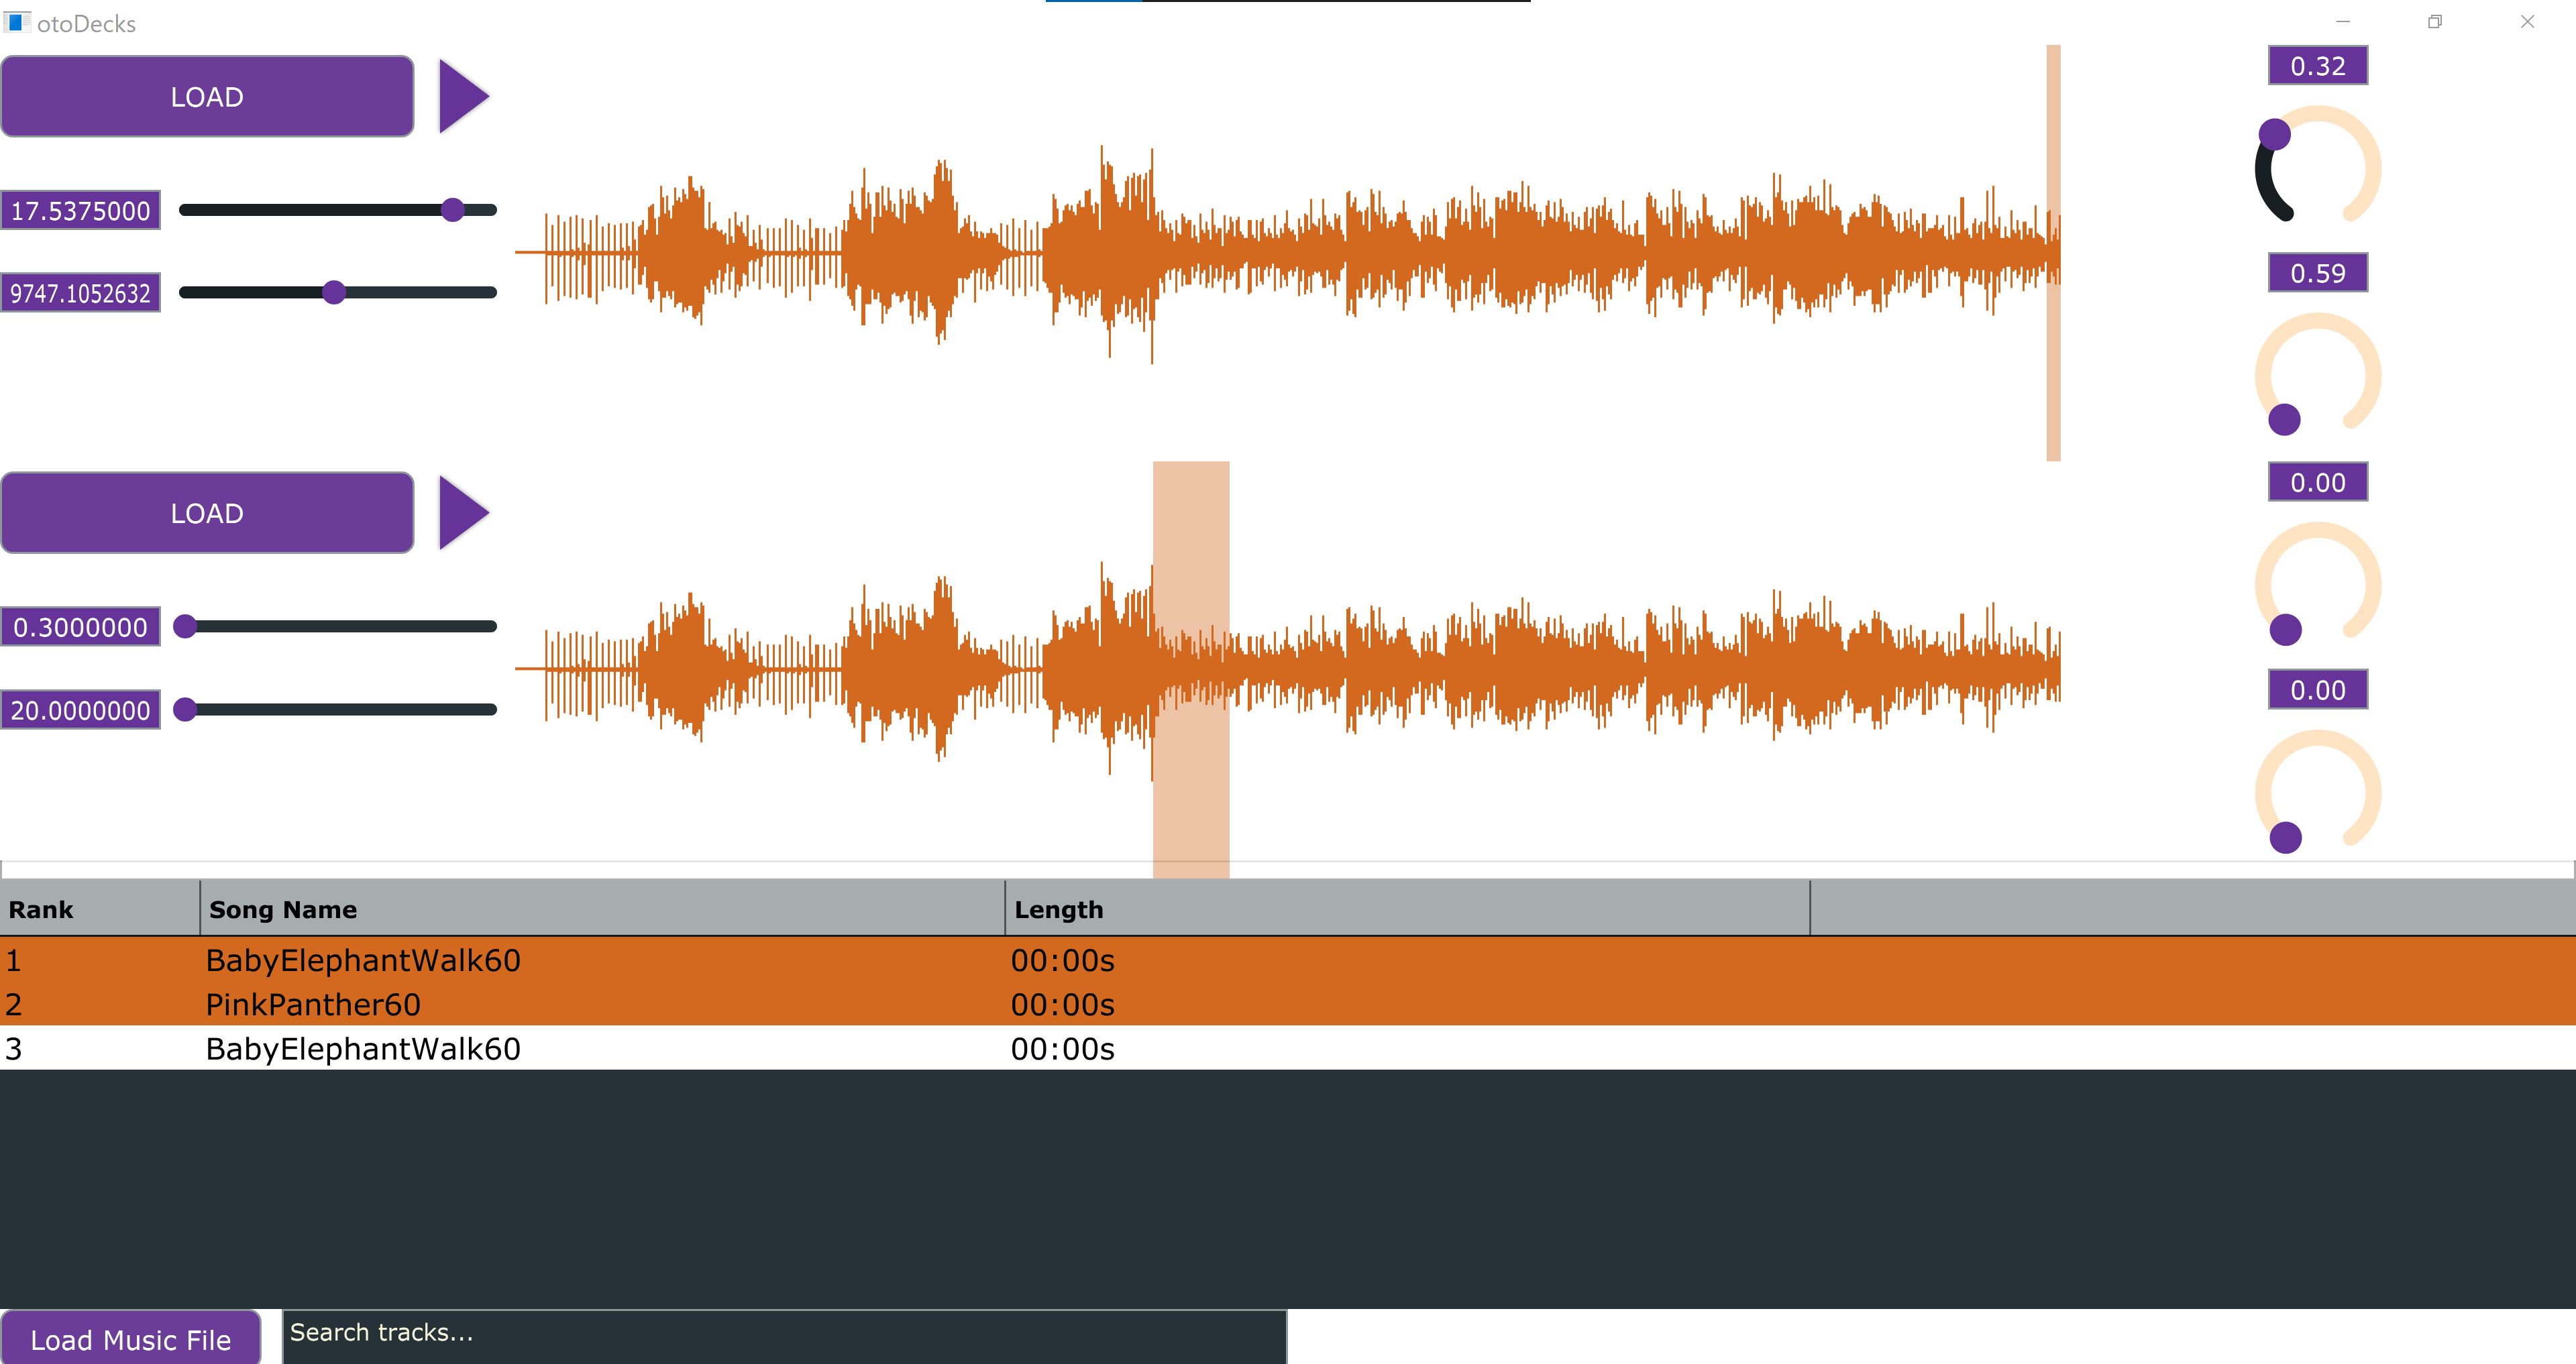 otoDecks
LOAD
0.32
17.5375000
9747.1052632
0.59
LOAD
0.00
0.3000000
20.0000000
0.00
Rank Song Name Length
1 BabyElephantWalk60 00:00s
2 PinkPanther60 00:00s
3 BabyElephantWalk60 00:00s
Load Music File Search tracks...